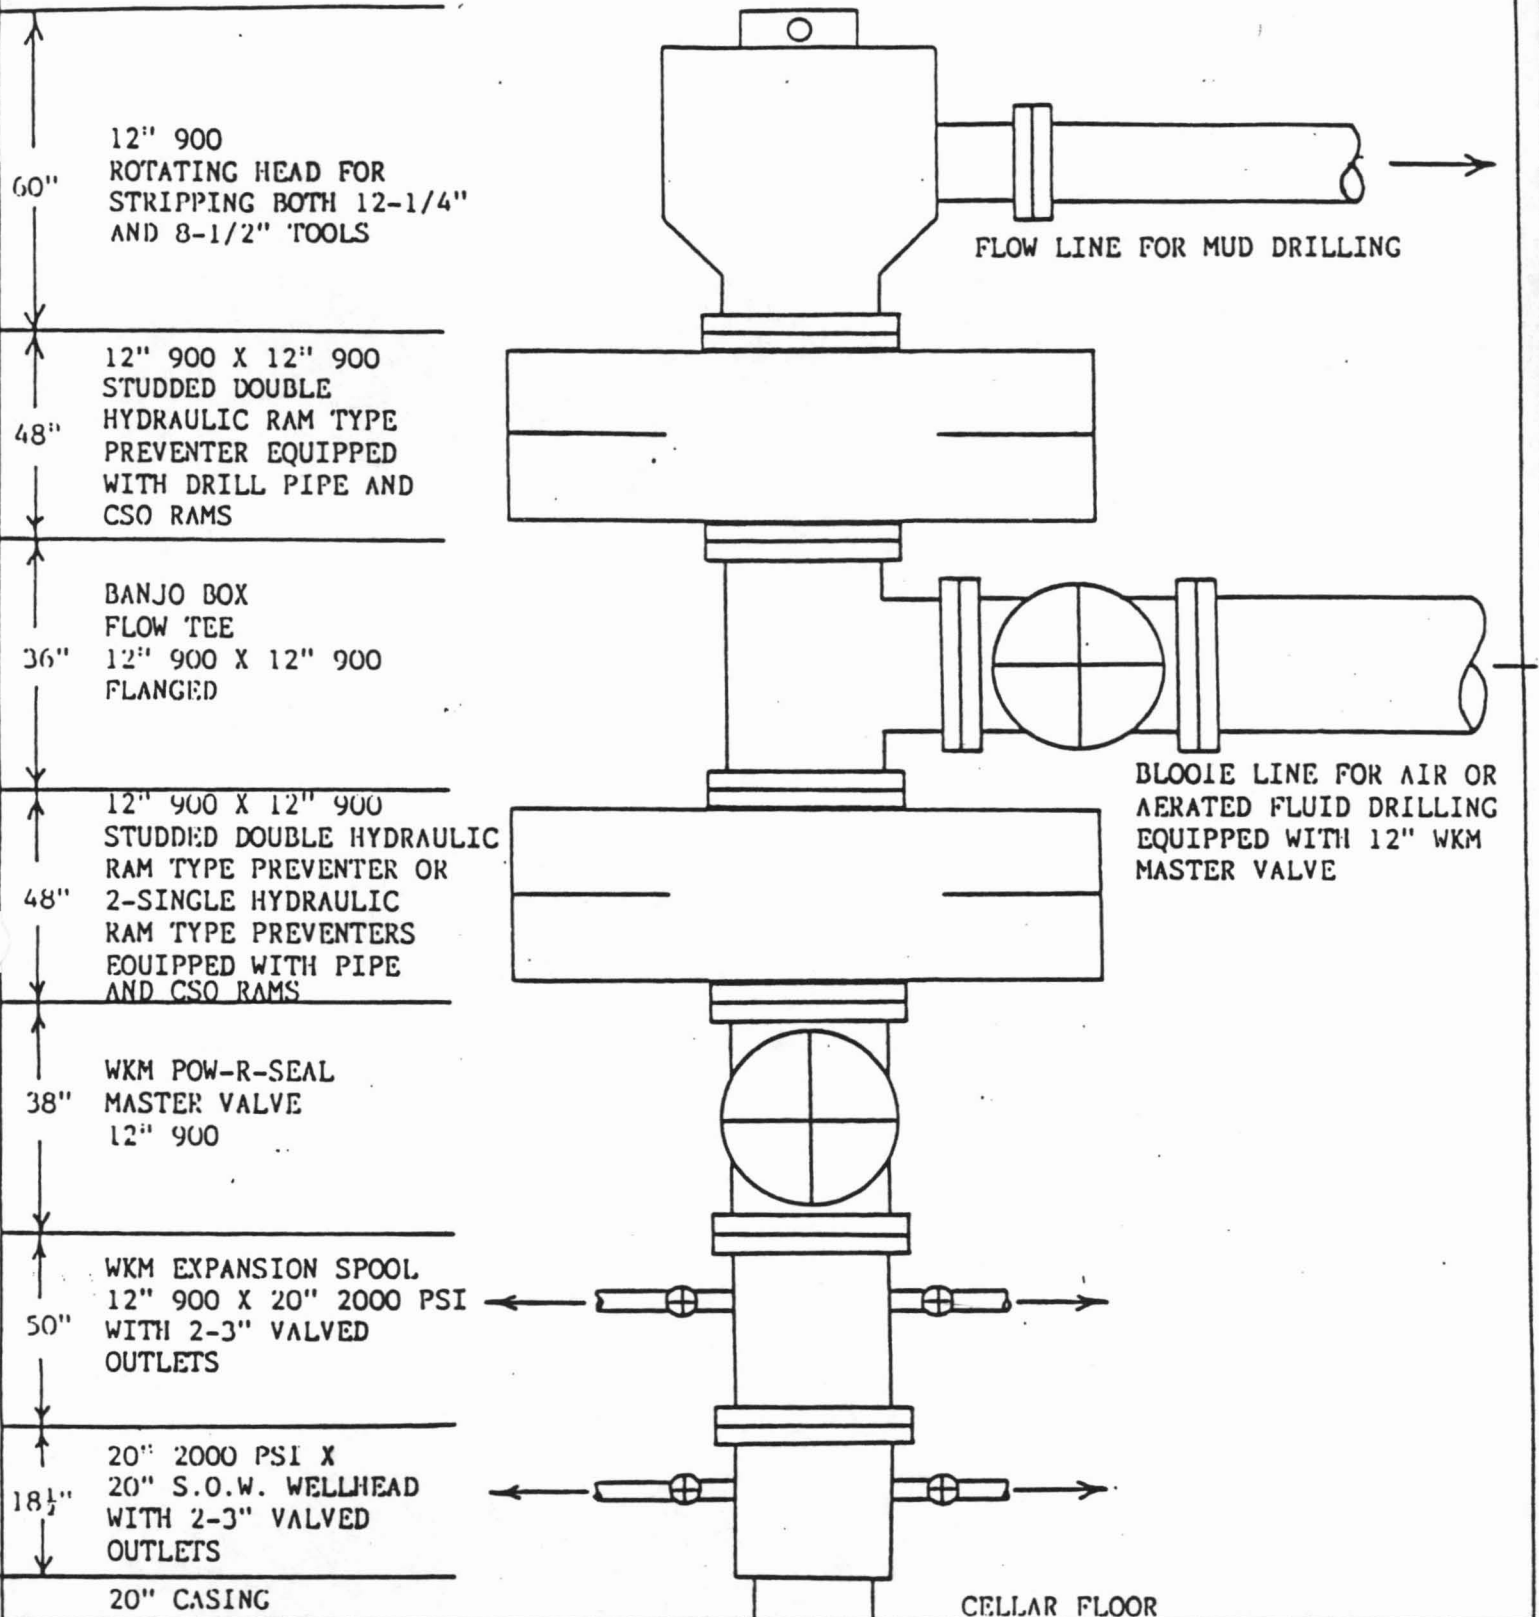 60"
12" 900
ROTATING HEAD FOR
STRIPPING BOTH 12-1/4"
AND 8-1/2" TOOLS
FLOW LINE FOR MUD DRILLING
48"
12" 900 X 12" 900
STUDDED DOUBLE
HYDRAULIC RAM TYPE
PREVENTER EQUIPPED
WITH DRILL PIPE AND
CSO RAMS
36"
BANJO BOX
FLOW TEE
12" 900 X 12" 900
FLANGED
BLOOIE LINE FOR AIR OR
AERATED FLUID DRILLING
EQUIPPED WITH 12" WKM
MASTER VALVE
48"
12" 900 X 12" 900
STUDDED DOUBLE HYDRAULIC
RAM TYPE PREVENTER OR
2-SINGLE HYDRAULIC
RAM TYPE PREVENTERS
EQUIPPED WITH PIPE
AND CSO RAMS
38"
WKM POW-R-SEAL
MASTER VALVE
12" 900
50"
WKM EXPANSION SPOOL
12" 900 X 20" 2000 PSI
WITH 2-3" VALVED
OUTLETS
18½"
20" 2000 PSI X
20" S.O.W. WELLHEAD
WITH 2-3" VALVED
OUTLETS
20" CASING
CELLAR FLOOR